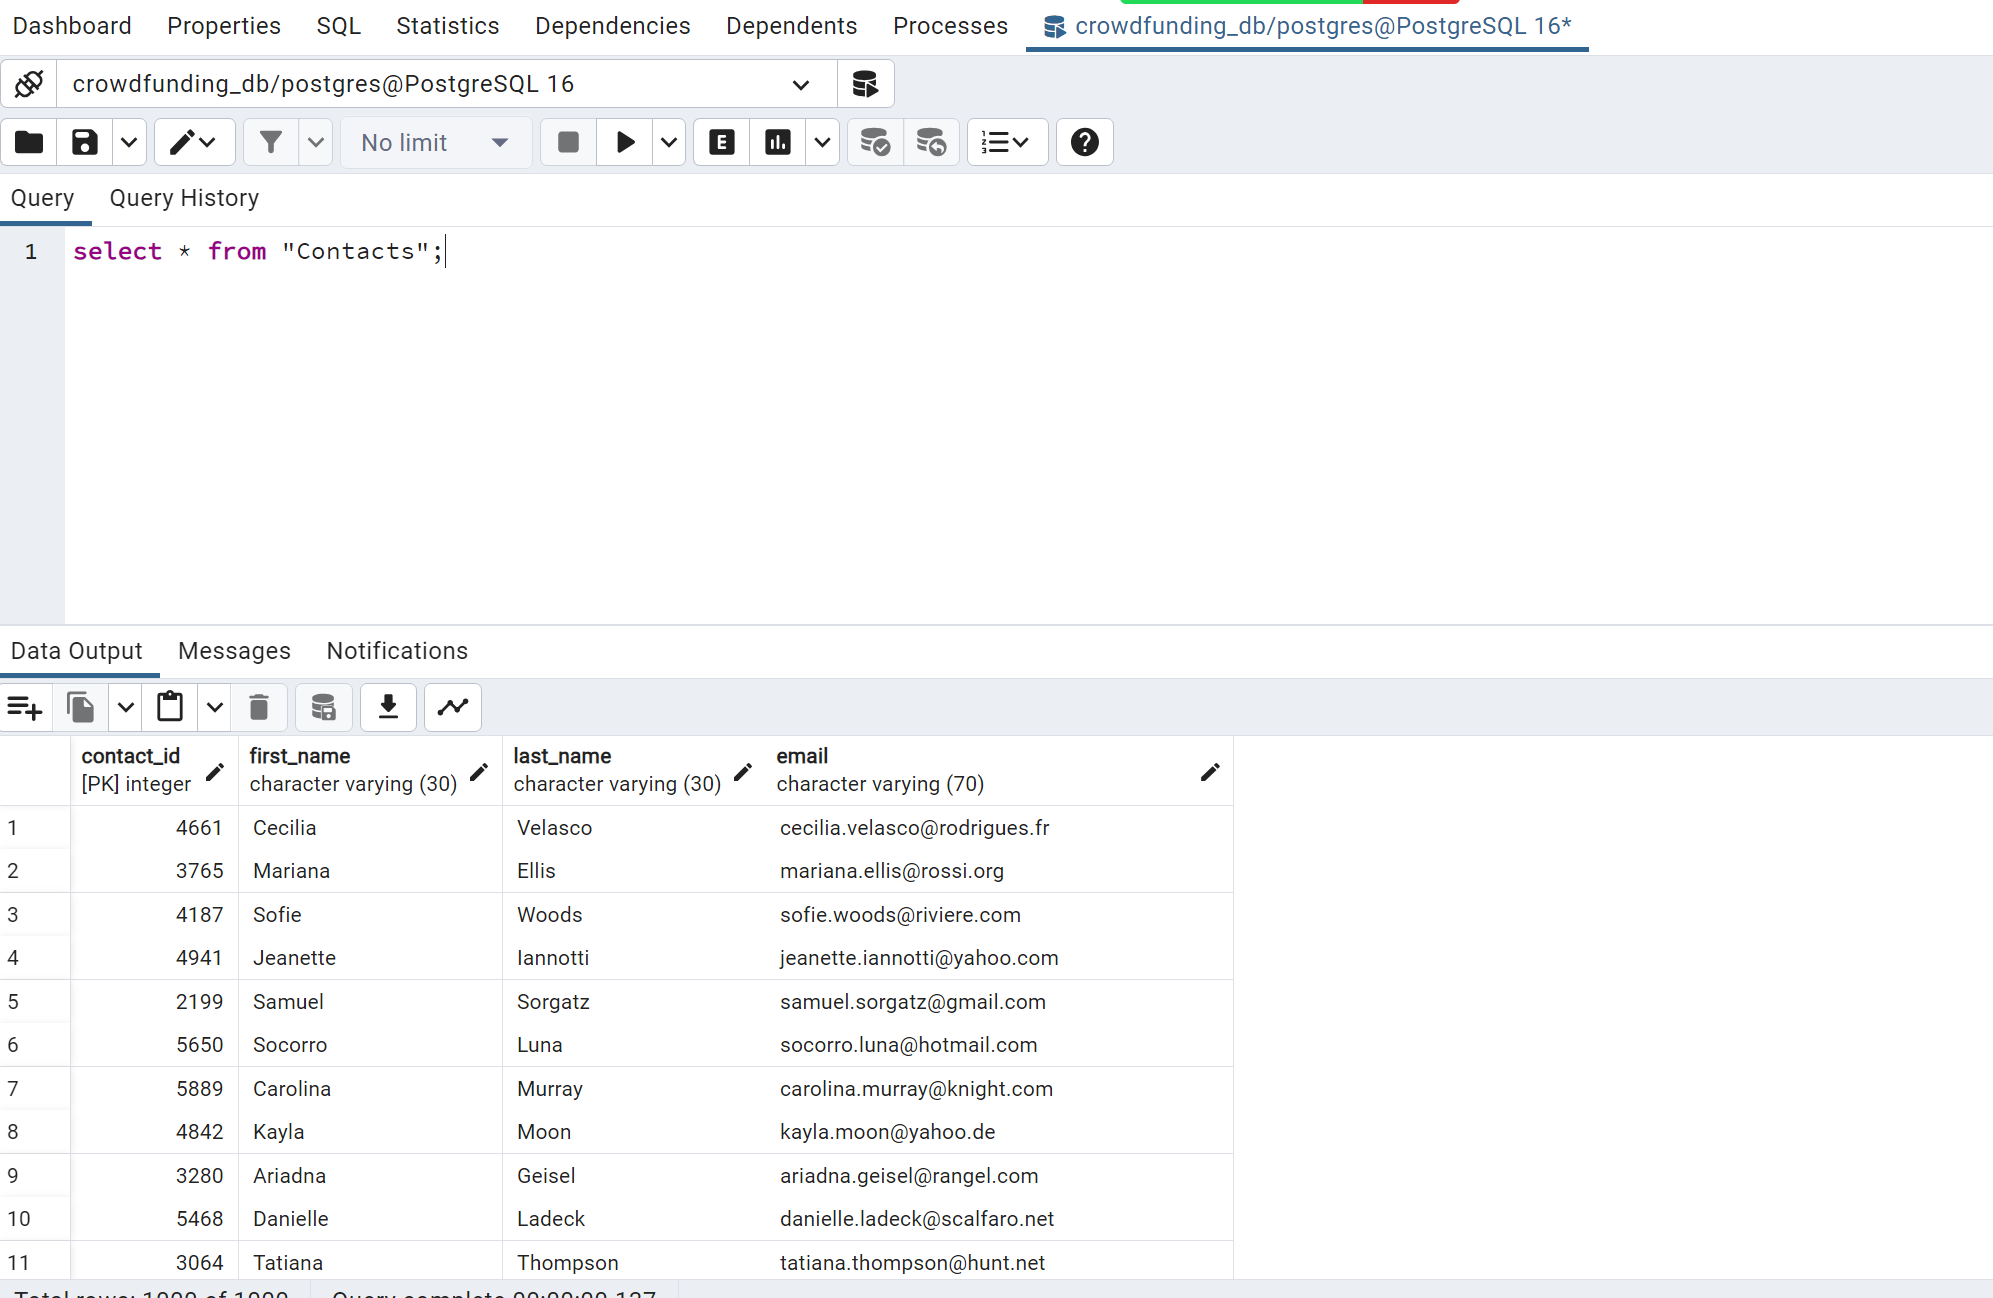 Dashboard Properties SQL Statistics Dependencies Dependents Processes crowdfunding_db/postgres@PostgreSQL 16*
crowdfunding_db/postgres@PostgreSQL 16
No limit E
Query Query History
1 select * from "Contacts";
Data Output Messages Notifications
contact_id first_name last_name email
[PK] integer character varying (30) character varying (30) character varying (70)
1 4661 Cecilia Velasco cecilia.velasco@rodrigues.fr
2 3765 Mariana Ellis mariana.ellis@rossi.org
3 4187 Sofie Woods sofie.woods@riviere.com
4 4941 Jeanette Iannotti jeanette.iannotti@yahoo.com
5 2199 Samuel Sorgatz samuel.sorgatz@gmail.com
6 5650 Socorro Luna socorro.luna@hotmail.com
7 5889 Carolina Murray carolina.murray@knight.com
8 4842 Kayla Moon kayla.moon@yahoo.de
9 3280 Ariadna Geisel ariadna.geisel@rangel.com
10 5468 Danielle Ladeck danielle.ladeck@scalfaro.net
11 3064 Tatiana Thompson tatiana.thompson@hunt.net
Total rows: of Query complete